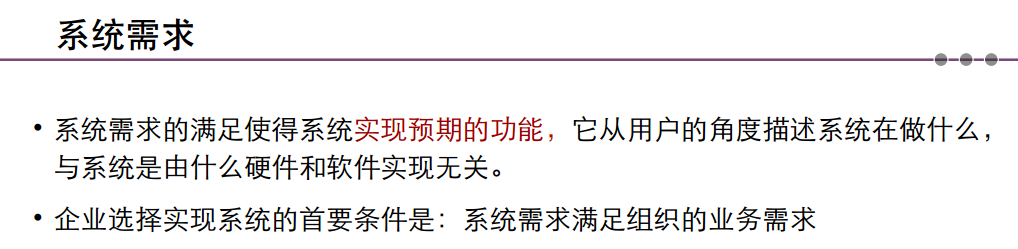 系统需求
• 系统需求的满足使得系统实现预期的功能，它从用户的角度描述系统在做什么，
与系统是由什么硬件和软件实现无关。
• 企业选择实现系统的首要条件是：系统需求满足组织的业务需求